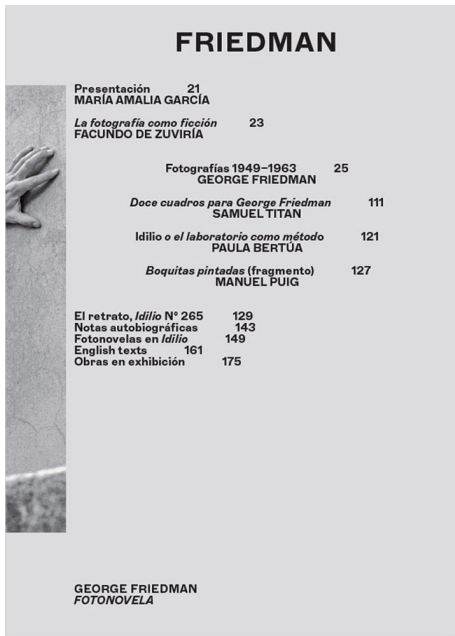 FRIEDMAN
Presentación 21
MARÍA AMALIA GARCÍA
La fotografía como ficción 23
FACUNDO DE ZUVIRÍA
Fotografías 1949–1963 25
GEORGE FRIEDMAN
Doce cuadros para George Friedman 111
SAMUEL TITAN
Idilio o el laboratorio como método 121
PAULA BERTÚA
Boquitas pintadas (fragmento) 127
MANUEL PUIG
El retrato, Idilio N° 265 129
Notas autobiográficas 143
Fotonovelas en Idilio 149
English texts 161
Obras en exhibición 175
GEORGE FRIEDMAN
FOTONOVELA